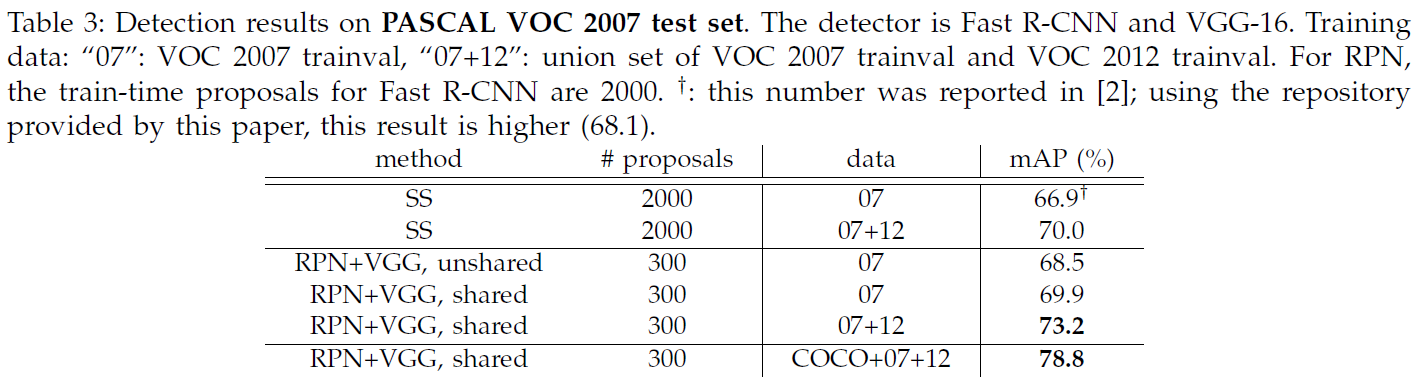 Table 3: Detection results on PASCAL VOC 2007 test set. The detector is Fast R-CNN and VGG-16. Training
data: “07”: VOC 2007 trainval, “07+12”: union set of VOC 2007 trainval and VOC 2012 trainval. For RPN,
the train-time proposals for Fast R-CNN are 2000. †: this number was reported in [2]; using the repository
provided by this paper, this result is higher (68.1).
method # proposals data mAP (%)
SS 2000 07 66.9†
SS 2000 07+12 70.0
RPN+VGG, unshared 300 07 68.5
RPN+VGG, shared 300 07 69.9
RPN+VGG, shared 300 07+12 73.2
RPN+VGG, shared 300 COCO+07+12 78.8